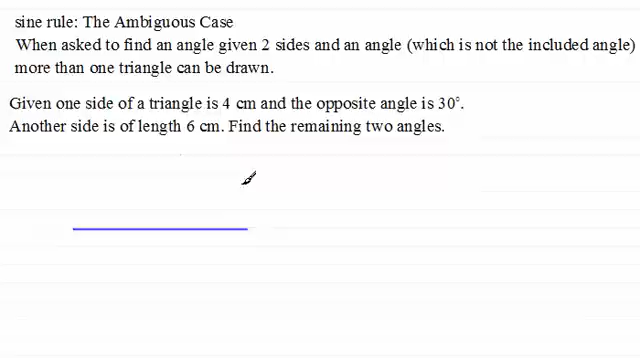 sine rule: The Ambiguous Case
When asked to find an angle given 2 sides and an angle (which is not the included angle)
more than one triangle can be drawn.
Given one side of a triangle is 4 cm and the opposite angle is 30°.
Another side is of length 6 cm. Find the remaining two angles.